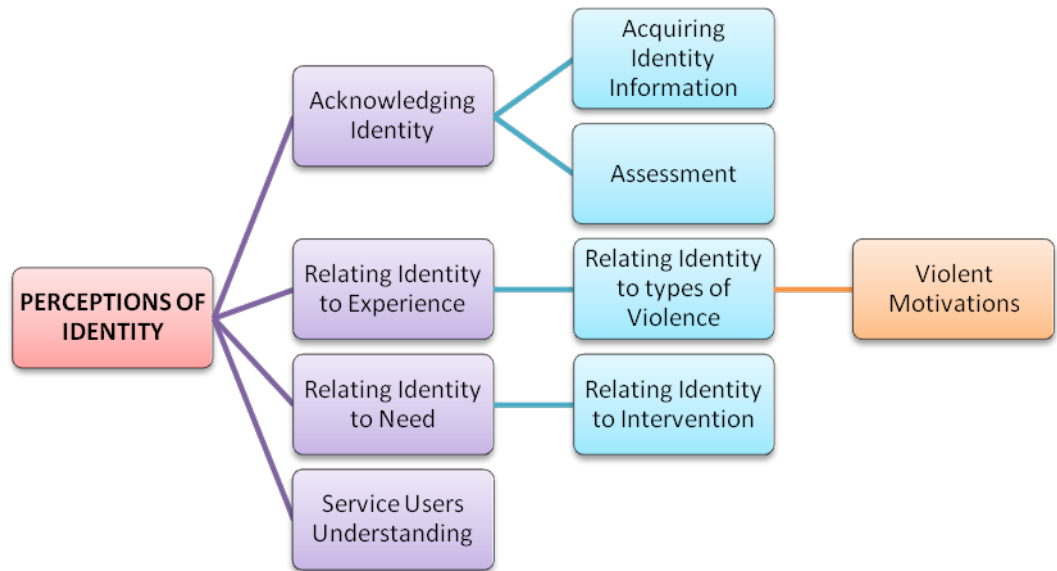 PERCEPTIONS OF
IDENTITY
Acknowledging
Identity
Acquiring
Identity
Information
Assessment
Relating Identity
to Experience
Relating Identity
to types of
Violence
Violent
Motivations
Relating Identity
to Need
Relating Identity
to Intervention
Service Users
Understanding